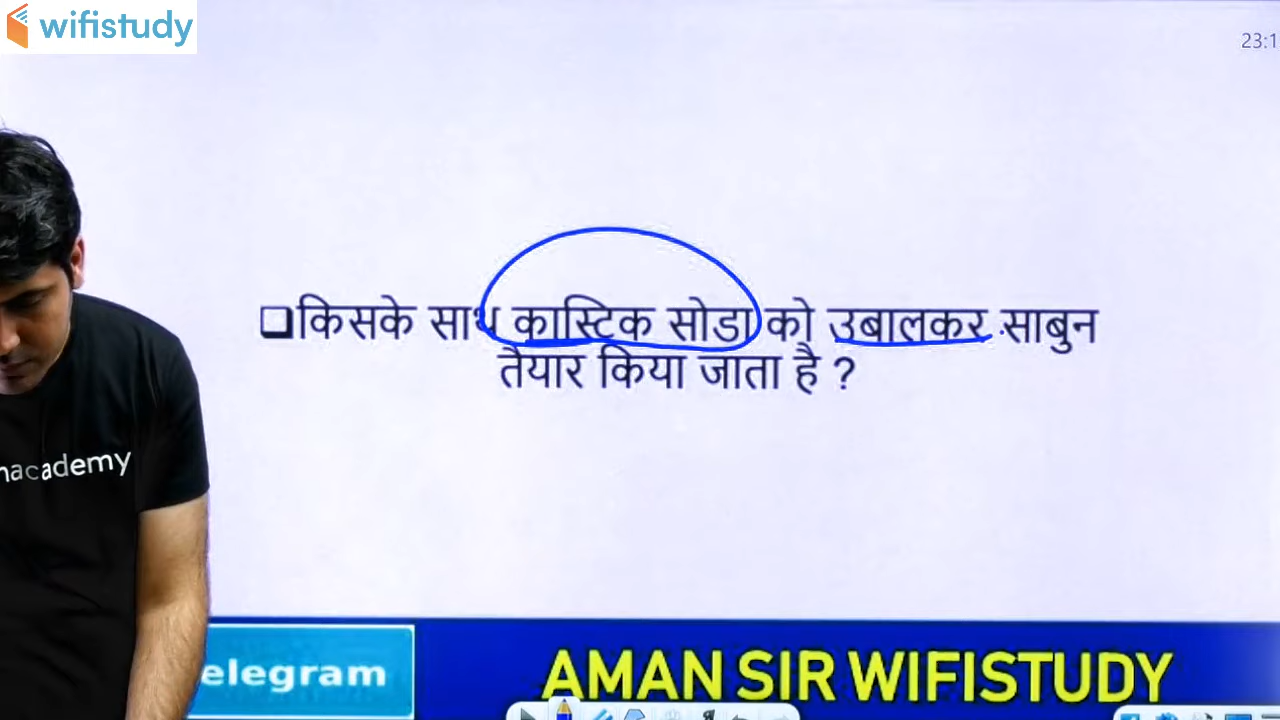 wifistudy
23:1
❑किसके साथ कास्टिक सोडा को उबालकर साबुन
तैयार किया जाता है ?
nacademy
elegram
AMAN SIR WIFISTUDY